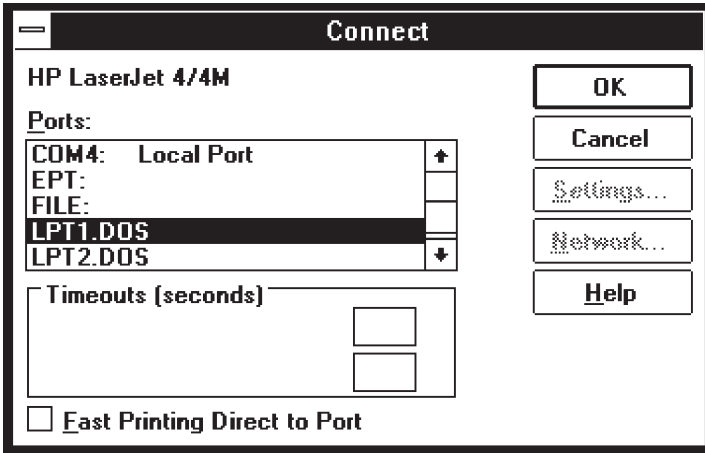 Connect
HP LaserJet 4/4M
OK
Ports:
Cancel
COM4: Local Port
EPT:
Settings...
FILE:
LPT1.DOS
Network...
LPT2.DOS
Timeouts (seconds)
Help
Fast Printing Direct to Port